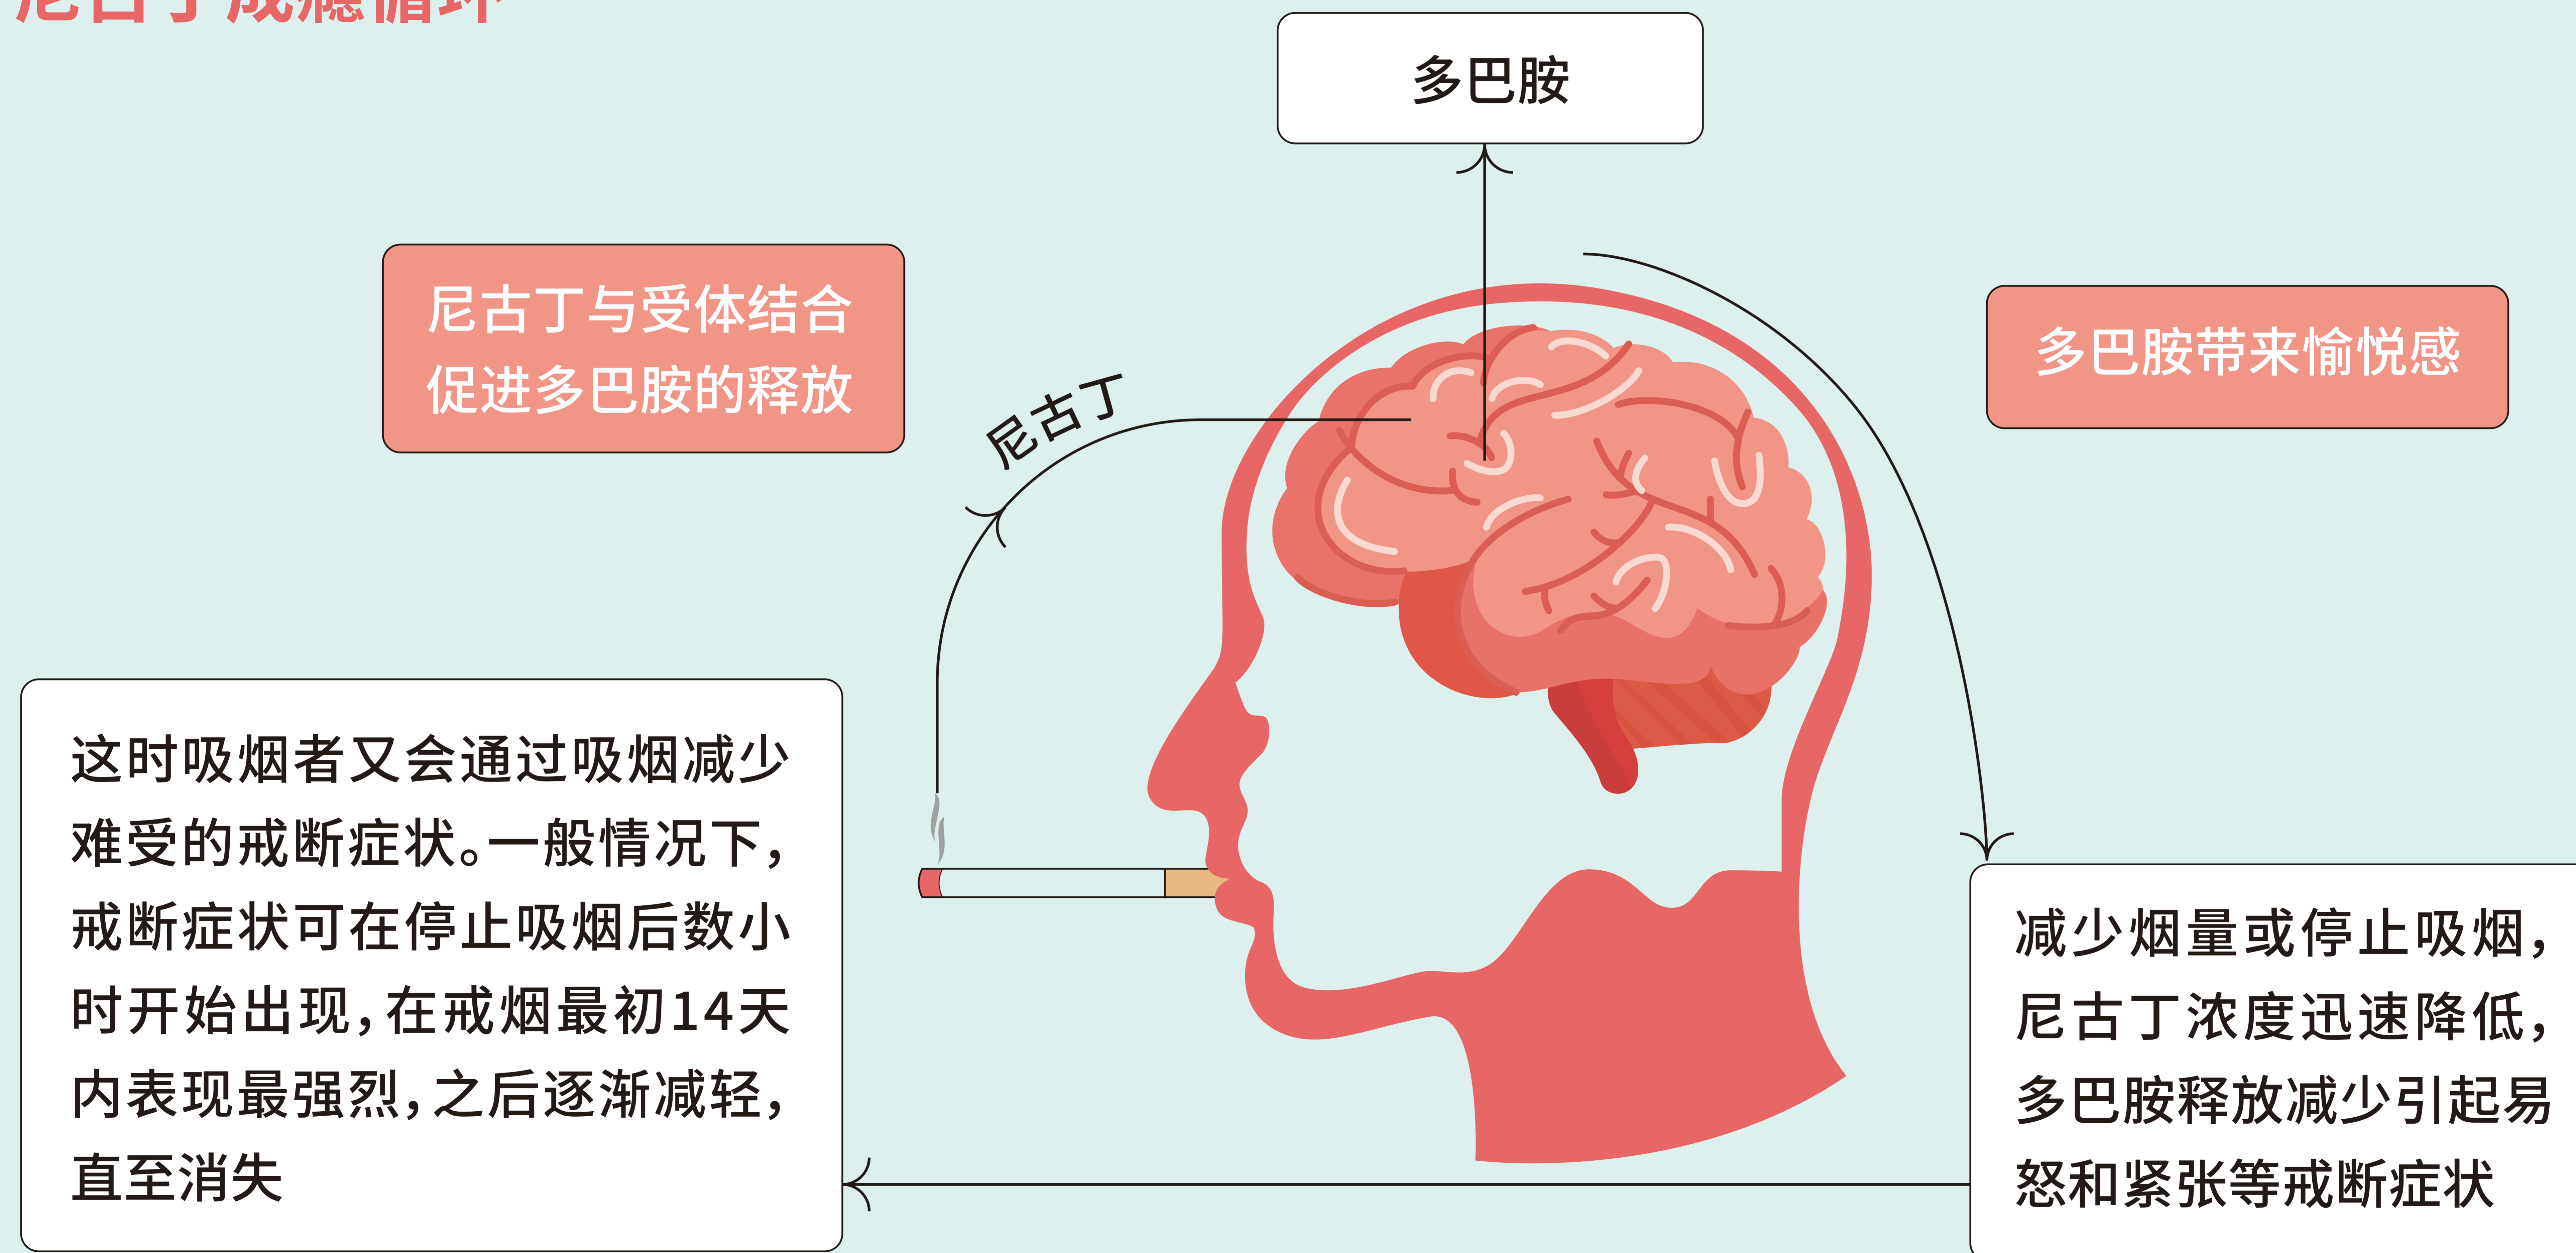 尼古丁成瘾循环
多巴胺
尼古丁与受体结合
促进多巴胺的释放
尼古丁
多巴胺带来愉悦感
这时吸烟者又会通过吸烟减少
难受的戒断症状。一般情况下，
戒断症状可在停止吸烟后数小
时开始出现，在戒烟最初14天
内表现最强烈，之后逐渐减轻，
直至消失
减少烟量或停止吸烟，
尼古丁浓度迅速降低，
多巴胺释放减少引起易
怒和紧张等戒断症状